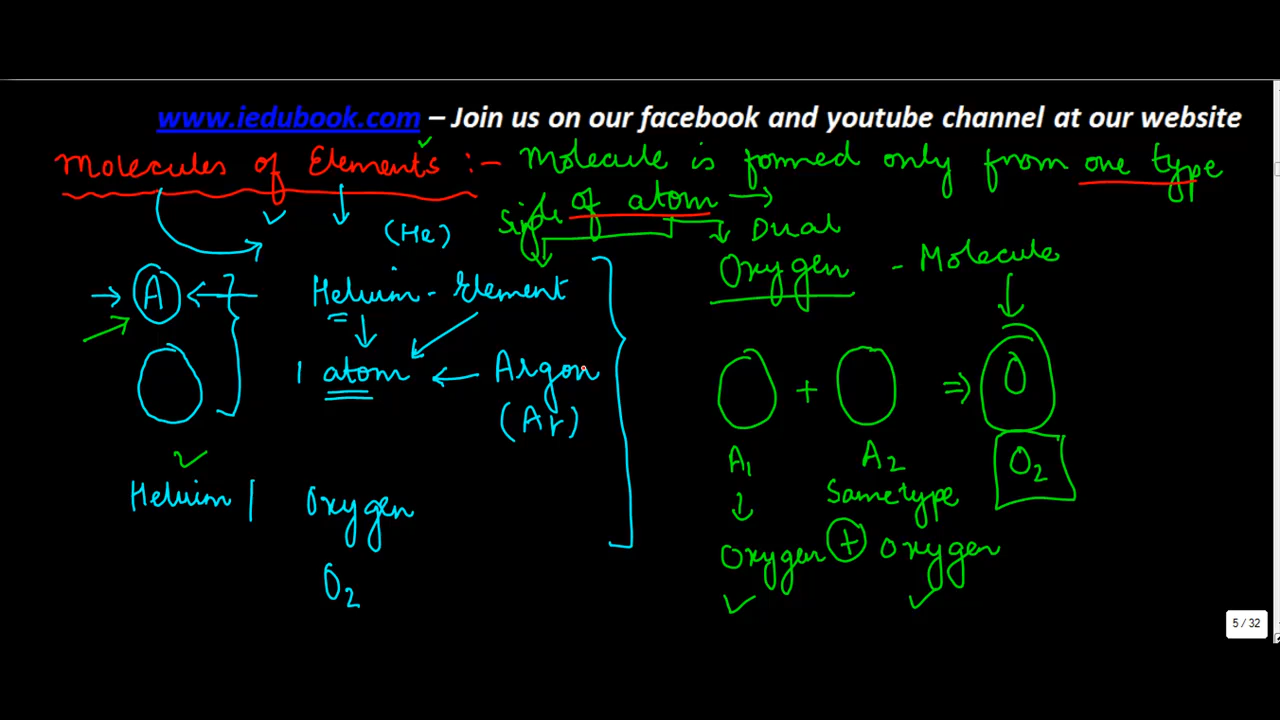 www.iedubook.com – Join us on our facebook and youtube channel at our website
Molecules of Elements :- Molecule is formed only from one type
of atom
(He)
Dual
A
Helium - Element
Oxygen - Molecule
1 atom
Argon
(Ar)
+
O
A1
A2
O2
Same type
Helium
Oxygen
Oxygen + Oxygen
O2
5 / 32